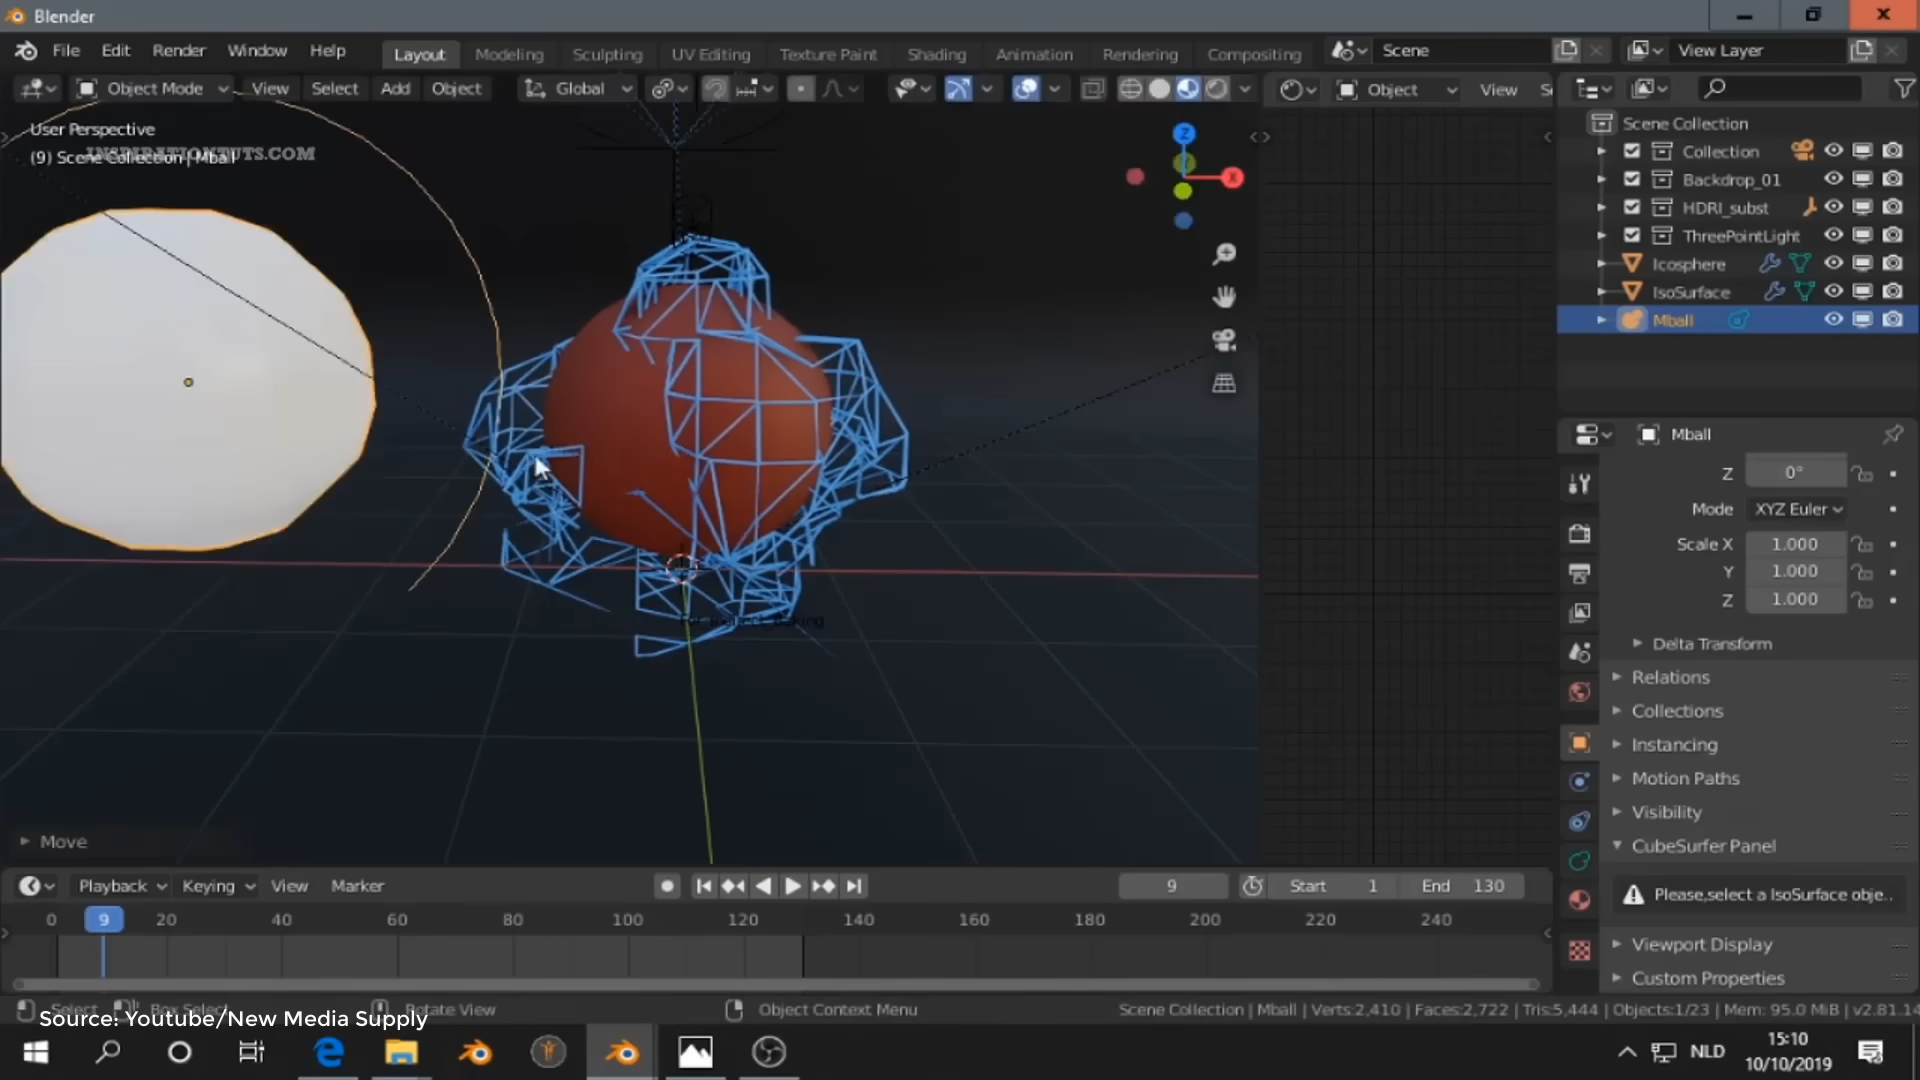 Blender
File Edit Render Window Help Layout Modeling Sculpting UV Editing Texture Paint Shading Animation Rendering Compositing Scene View Layer
Object Mode View Select Add Object Global Object View
User Perspective
(9) Scene Collection | Mball
INSPIRATIONTUTS.COM
Z
X
Scene Collection
Collection
Backdrop_01
HDRI_subst
ThreePointLight
Icosphere
IsoSurface
Mball
Mball
Z 0°
Mode XYZ Euler
Scale X 1.000
Y 1.000
Z 1.000
Delta Transform
Relations
Collections
Instancing
Motion Paths
Visibility
CubeSurfer Panel
Please,select a IsoSurface obje..
Viewport Display
Custom Properties
Move
Playback Keying View Marker 9 Start 1 End 130
0 9 20 40 60 80 100 120 140 160 180 200 220 240
Select Box Select Rotate View Object Context Menu Scene Collection | Mball | Verts:2,410 | Faces:2,722 | Tris:5,444 | Objects:1/23 | Mem: 95.0 MiB | v2.81.14
Source: Youtube/New Media Supply
NLD
15:10
10/10/2019